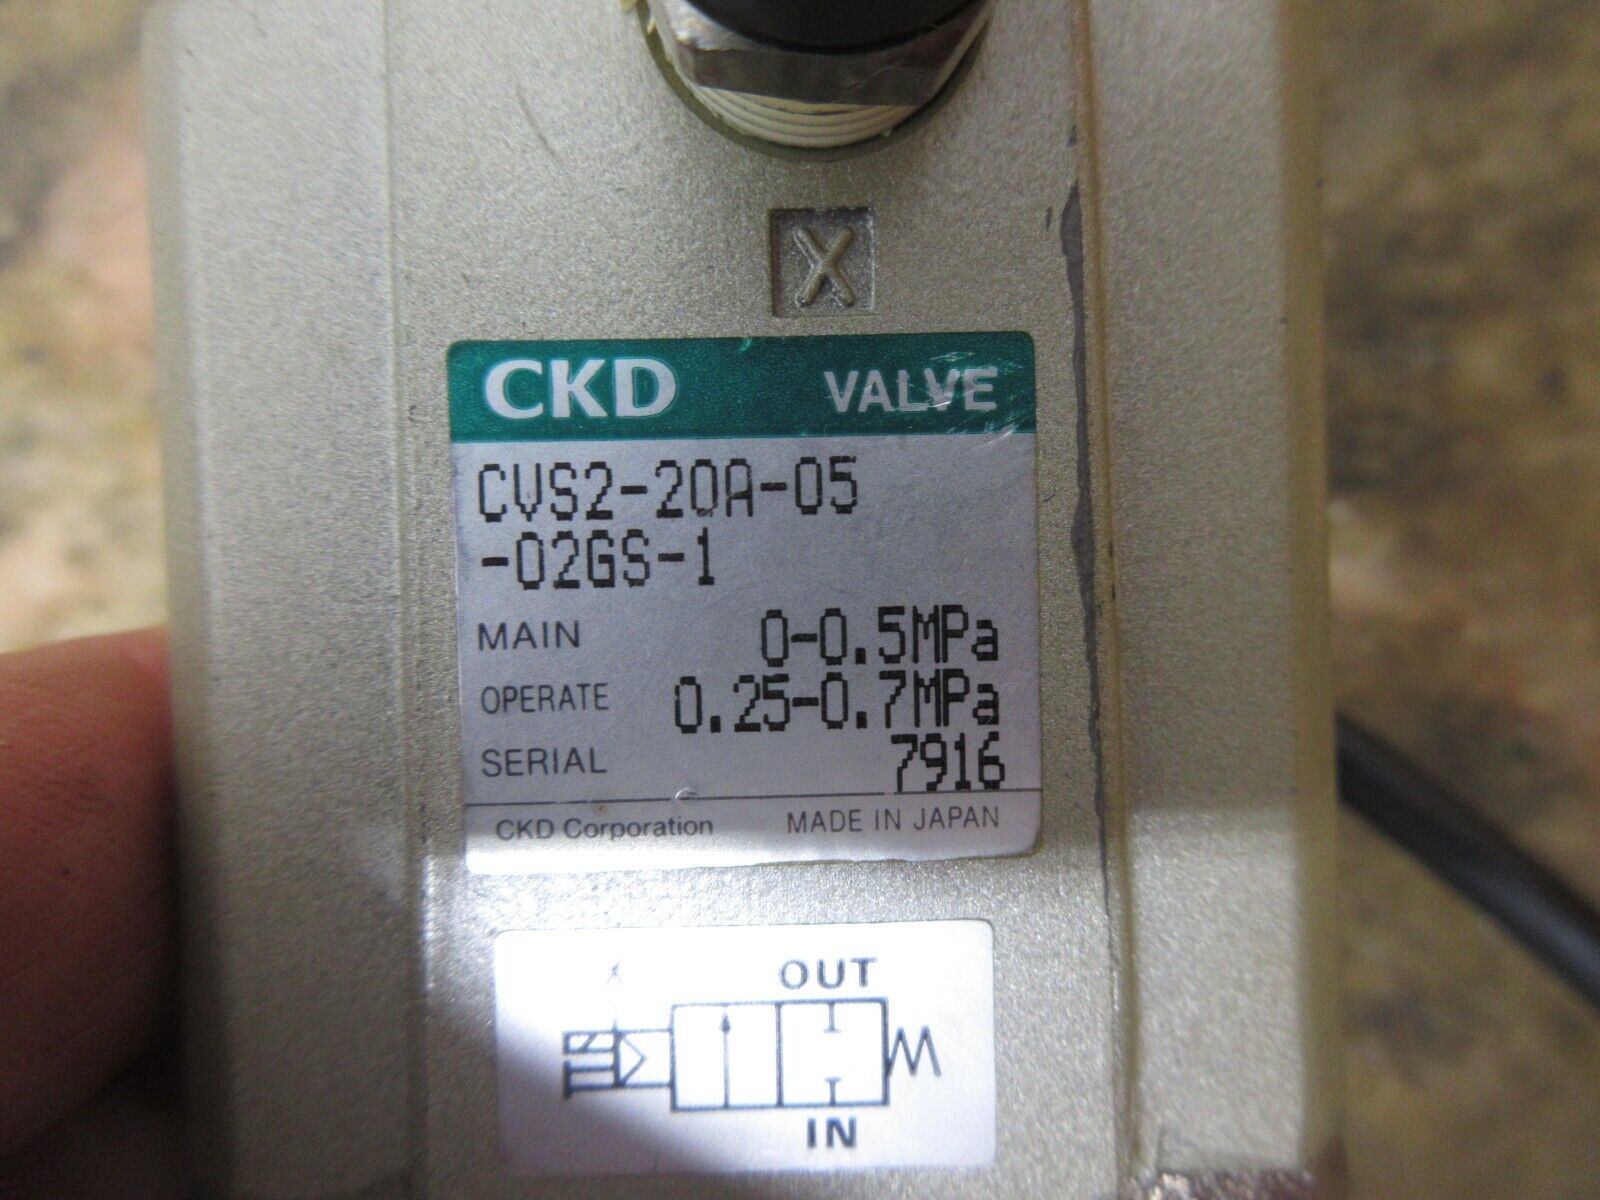 X
CKD VALVE
CVS2-20A-05
-02GS-1
MAIN 0-0.5MPa
OPERATE 0.25-0.7MPa
SERIAL 7916
CKD Corporation MADE IN JAPAN
X OUT
IN